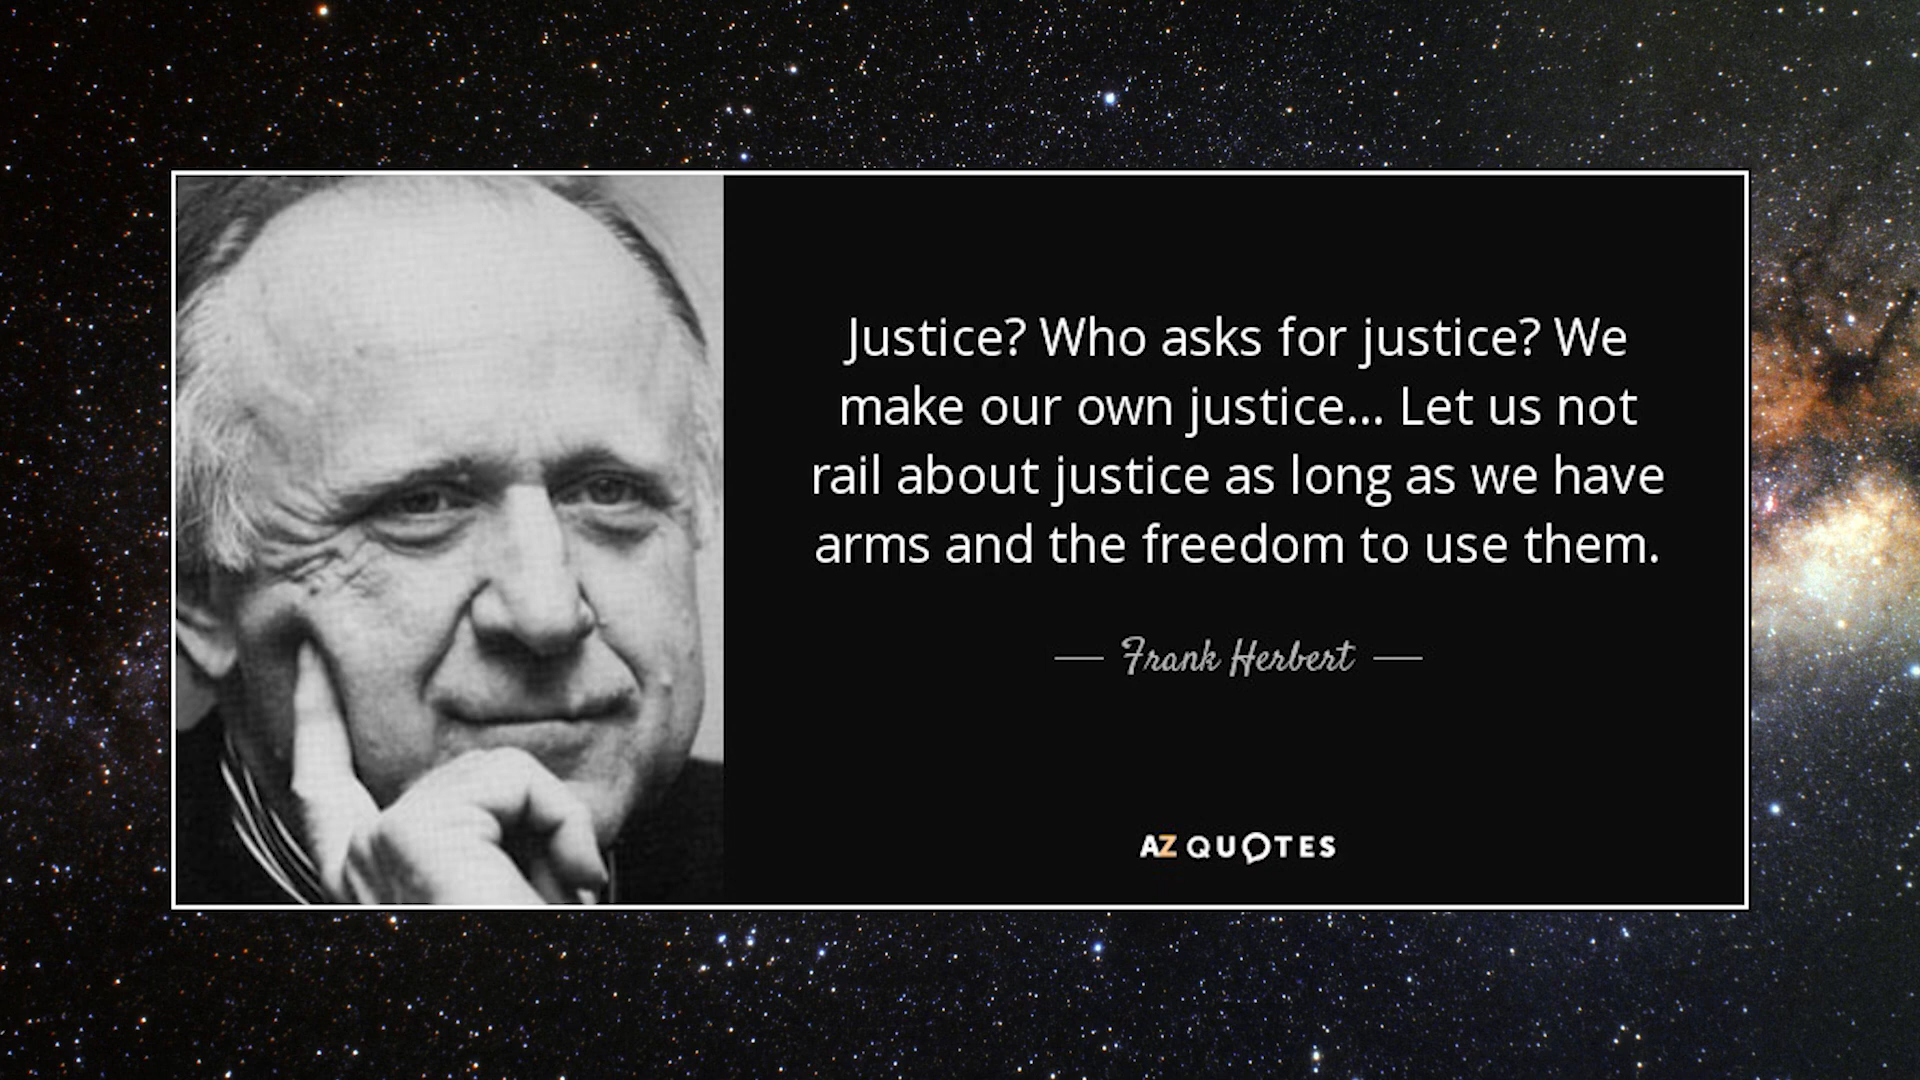 Justice? Who asks for justice? We
make our own justice... Let us not
rail about justice as long as we have
arms and the freedom to use them.
— Frank Herbert —
AZ QUOTES